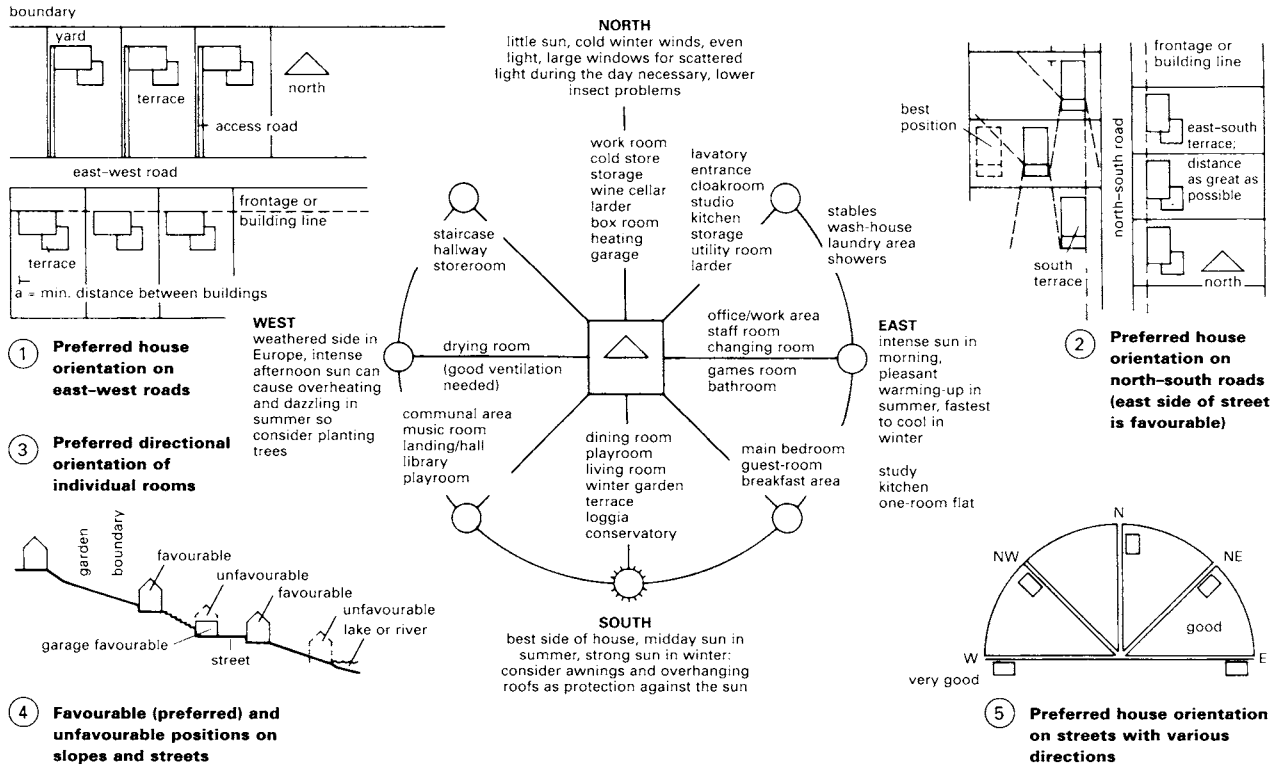 boundary
yard
terrace
north
access road
east–west road
frontage or
building line
terrace
a = min. distance between buildings
1
Preferred house
orientation on
east–west roads
NORTH
little sun, cold winter winds, even
light, large windows for scattered
light during the day necessary, lower
insect problems
work room
cold store
storage
wine cellar
larder
box room
heating
garage
lavatory
entrance
cloakroom
studio
kitchen
storage
utility room
larder
staircase
hallway
storeroom
stables
wash-house
laundry area
showers
WEST
weathered side in
Europe, intense
afternoon sun can
cause overheating
and dazzling in
summer so
consider planting
trees
drying room
(good ventilation
needed)
office/work area
staff room
changing room
games room
bathroom
EAST
intense sun in
morning,
pleasant
warming-up in
summer, fastest
to cool in
winter
study
kitchen
one-room flat
communal area
music room
landing/hall
library
playroom
dining room
playroom
living room
winter garden
terrace
loggia
conservatory
main bedroom
guest-room
breakfast area
SOUTH
best side of house, midday sun in
summer, strong sun in winter:
consider awnings and overhanging
roofs as protection against the sun
3
Preferred directional
orientation of
individual rooms
best
position
south
terrace
north–south road
frontage or
building line
east–south
terrace;
distance
as great as
possible
north
2
Preferred house
orientation on
north–south roads
(east side of street
is favourable)
garden
boundary
favourable
unfavourable
favourable
unfavourable
lake or river
garage favourable
street
4
Favourable (preferred) and
unfavourable positions on
slopes and streets
N
NW
NE
good
W
E
very good
5
Preferred house orientation
on streets with various
directions